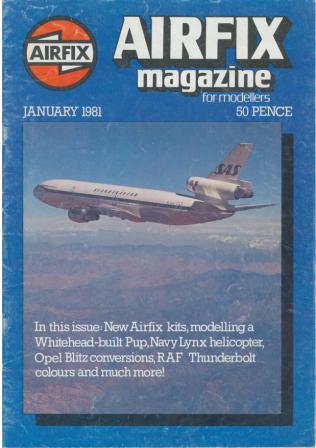 AIRFIX
AIRFIX
magazine
for modellers
JANUARY 1981
50 PENCE
SAS
In this issue: New Airfix kits, modelling a
Whitehead-built Pup, Navy Lynx helicopter,
Opel Blitz conversions, RAF Thunderbolt
colours and much more!